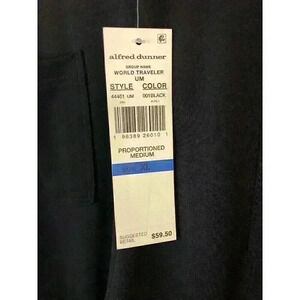 alfred dunner
GROUP NAME
WORLD TRAVELER
UM
STYLE COLOR
44401 UM 001BLACK
1 98389 26010 1
PROPORTIONED
MEDIUM
SUGGESTED
RETAIL $59.50